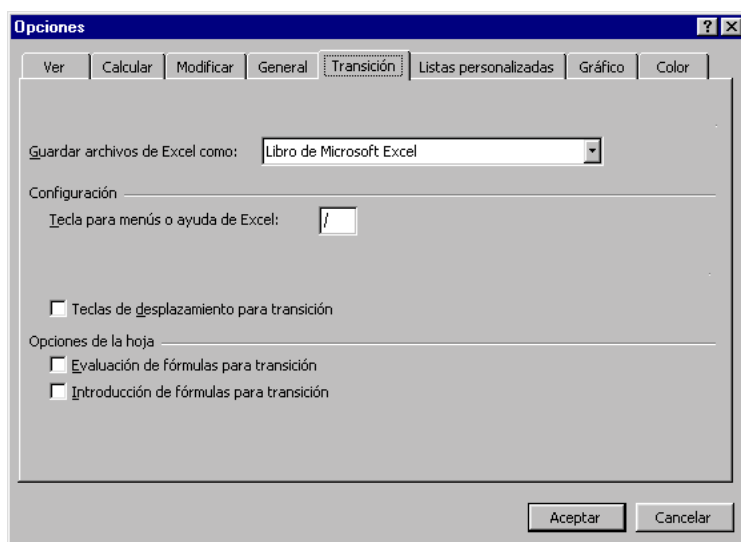 Opciones
Ver Calcular Modificar General Transición Listas personalizadas Gráfico Color
Guardar archivos de Excel como: Libro de Microsoft Excel
Configuración
Tecla para menús o ayuda de Excel: /
Teclas de desplazamiento para transición
Opciones de la hoja
Evaluación de fórmulas para transición
Introducción de fórmulas para transición
Aceptar Cancelar